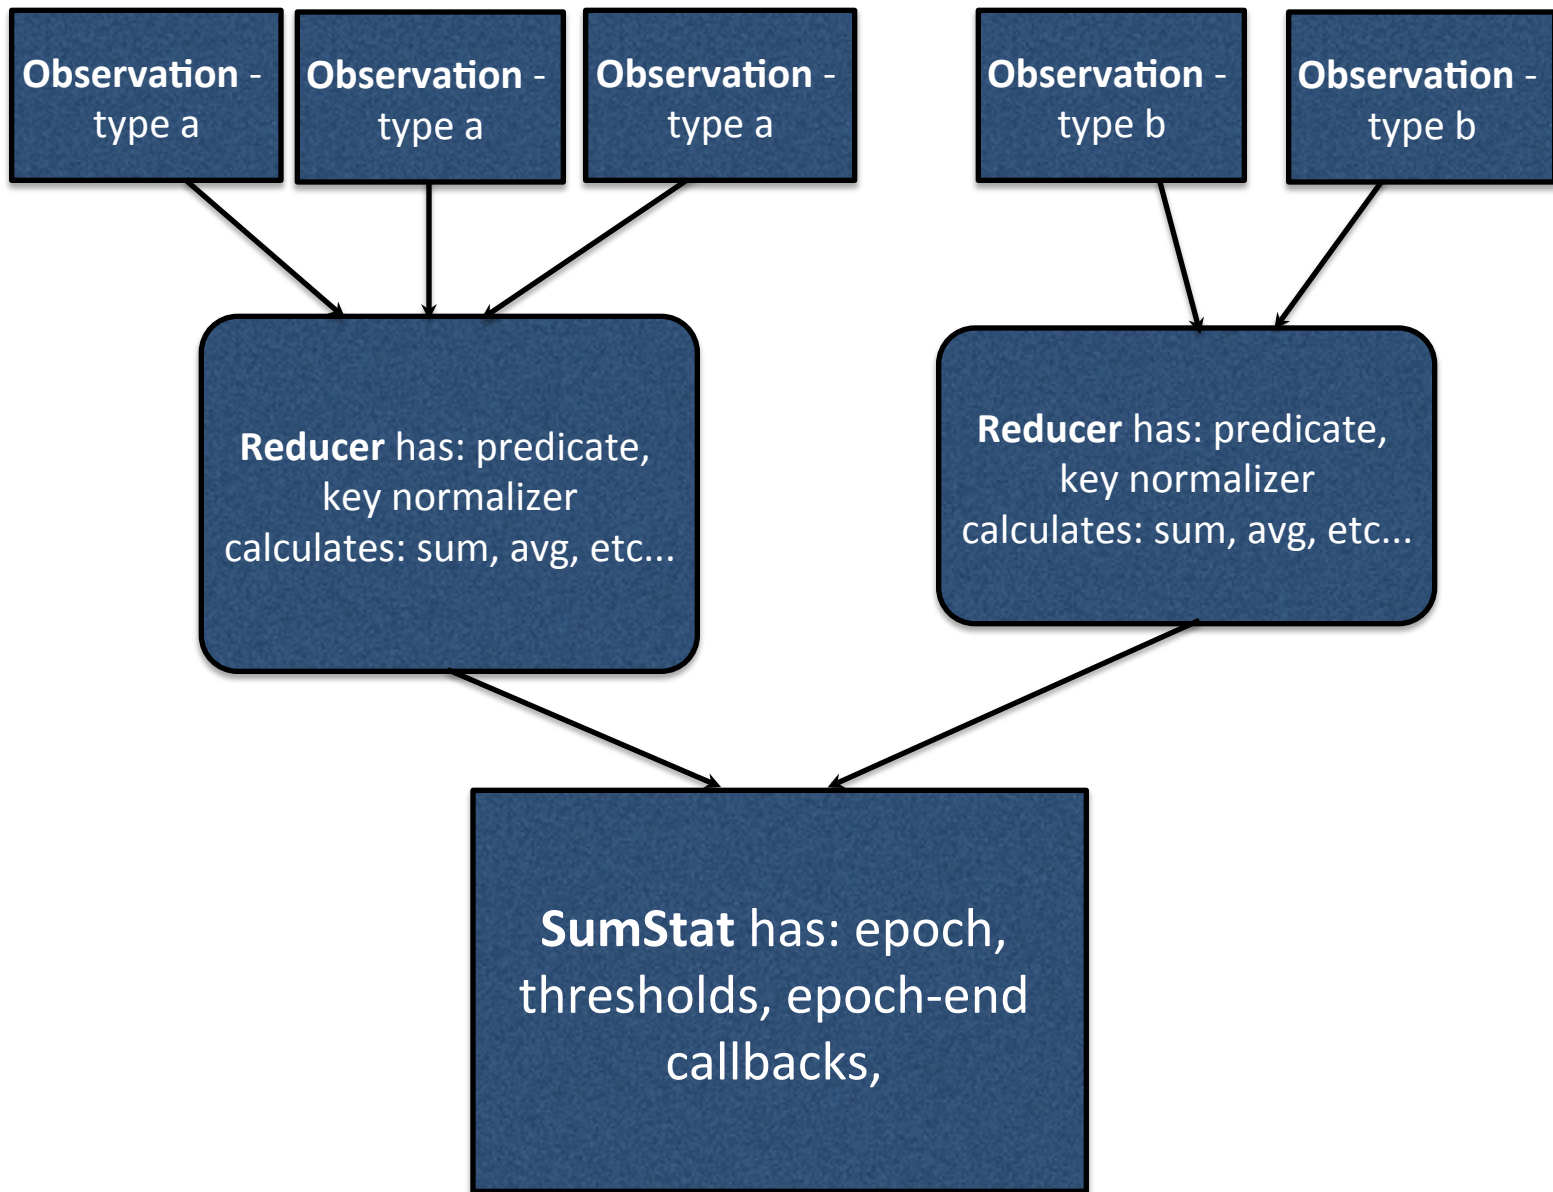 Observation -
type a
Observation -
type a
Observation -
type a
Observation -
type b
Observation -
type b
Reducer has: predicate,
key normalizer
calculates: sum, avg, etc...
Reducer has: predicate,
key normalizer
calculates: sum, avg, etc...
SumStat has: epoch,
thresholds, epoch-end
callbacks,